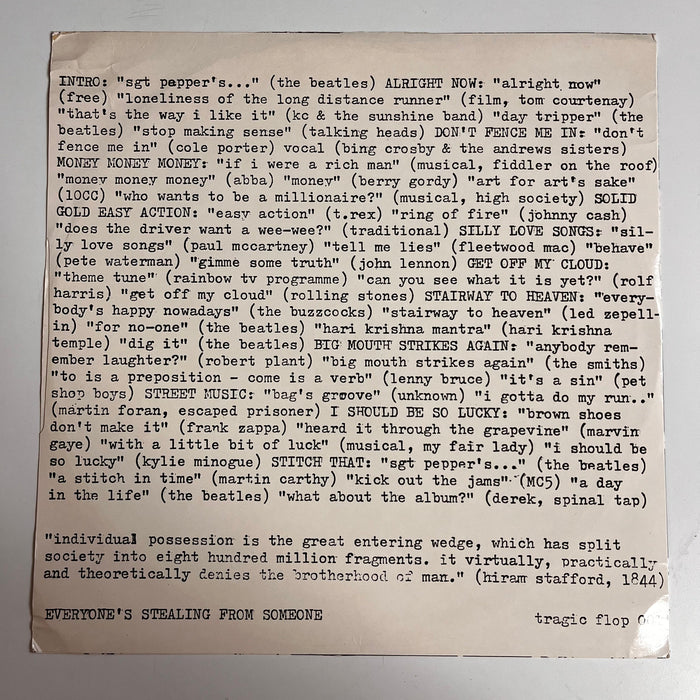 INTRO: "sgt pepper's..." (the beatles) ALRIGHT NOW: "alright now"
(free) "loneliness of the long distance runner" (film, tom courtenay)
"that's the way i like it" (kc & the sunshine band) "day tripper" (the
beatles) "stop making sense" (talking heads) DON'T FENCE ME IN: "don't
fence me in" (cole porter) vocal (bing crosby & the andrews sisters)
MONEY MONEY MONEY: "if i were a rich man" (musical, fiddler on the roof)
"money money money" (abba) "money" (berry gordy) "art for art's sake"
(10CC) "who wants to be a millionaire?" (musical, high society) SOLID
GOLD EASY ACTION: "easy action" (t.rex) "ring of fire" (johnny cash)
"does the driver want a wee-wee?" (traditional) SILLY LOVE SONGS: "sil-
ly love songs" (paul mccartney) "tell me lies" (fleetwood mac) "behave"
(pete waterman) "gimme some truth" (john lennon) GET OFF MY CLOUD:
"theme tune" (rainbow tv programme) "can you see what it is yet?" (rolf
harris) "get off my cloud" (rolling stones) STAIRWAY TO HEAVEN: "every-
body's happy nowadays" (the buzzcocks) "stairway to heaven" (led zepell-
in) "for no-one" (the beatles) "hari krishna mantra" (hari krishna
temple) "dig it" (the beatles) BIG MOUTH STRIKES AGAIN: "anybody rem-
ember laughter?" (robert plant) "big mouth strikes again" (the smiths)
"to is a preposition - come is a verb" (lenny bruce) "it's a sin" (pet
shop boys) STREET MUSIC: "bag's groove" (unknown) "i gotta do my run.."
(martin foran, escaped prisoner) I SHOULD BE SO LUCKY: "brown shoes
don't make it" (frank zappa) "heard it through the grapevine" (marvin
gaye) "with a little bit of luck" (musical, my fair lady) "i should be
so lucky" (kylie minogue) STITCH THAT: "sgt pepper's..." (the beatles)
"a stitch in time" (martin carthy) "kick out the jams" (MC5) "a day
in the life" (the beatles) "what about the album?" (derek, spinal tap)
"individual possession is the great entering wedge, which has split
society into eight hundred million fragments. it virtually, practically
and theoretically denies the brotherhood of man." (hiram stafford, 1844)
EVERYONE'S STEALING FROM SOMEONE
tragic flop